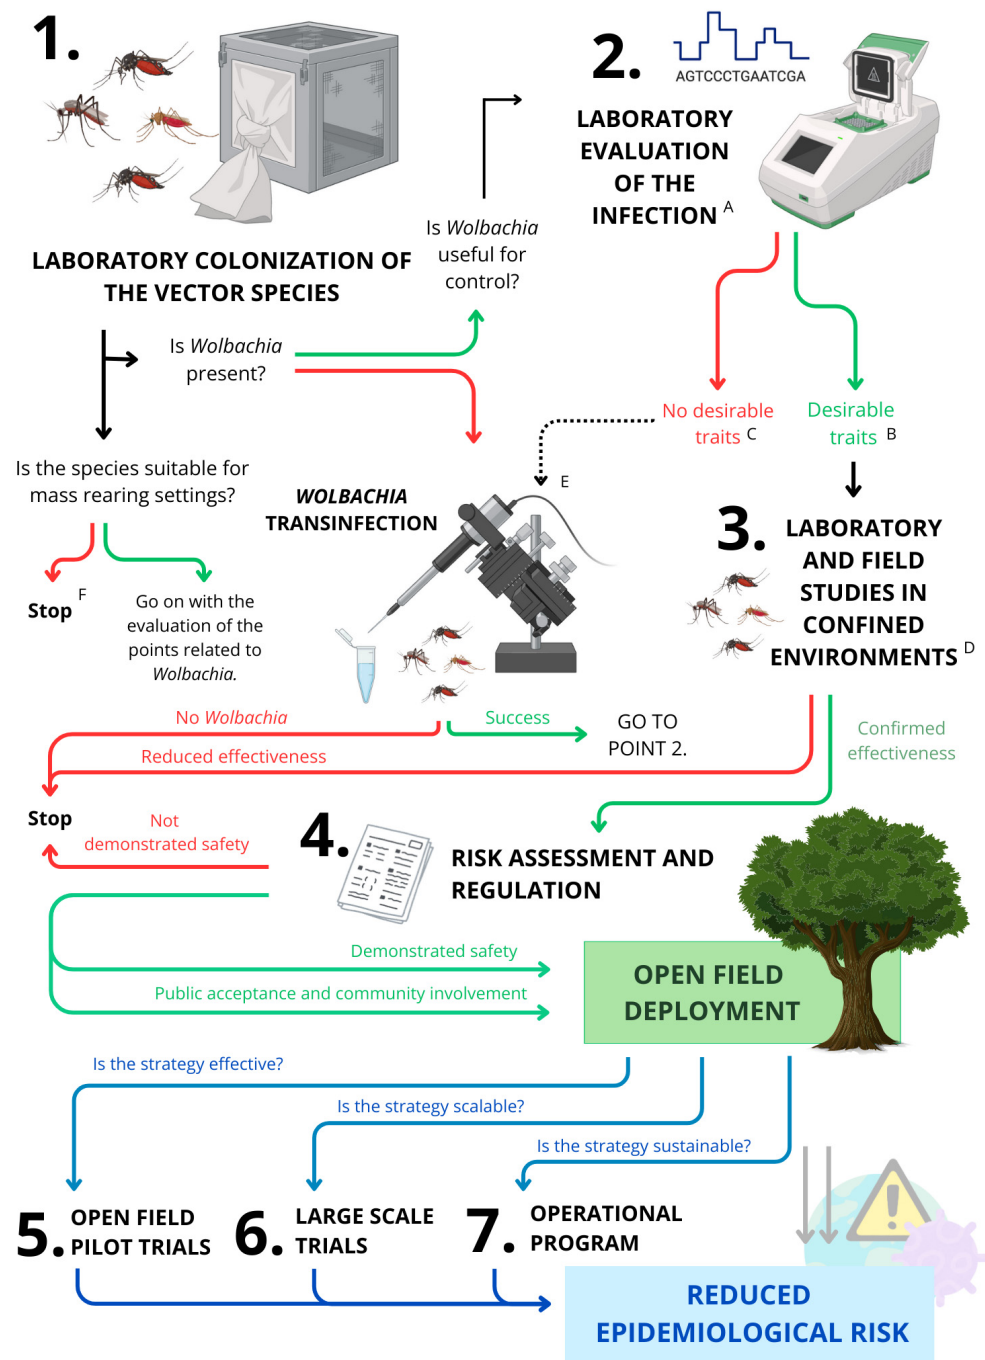 1.
LABORATORY COLONIZATION OF
THE VECTOR SPECIES
Is Wolbachia
present?
Is Wolbachia
useful for
control?
2.
AGTCCCTGAATCGA
LABORATORY
EVALUATION
OF THE
INFECTION A
No desirable
traits C
Desirable
traits B
Is the species suitable for
mass rearing settings?
Stop F
Go on with the
evaluation of the
points related to
Wolbachia.
WOLBACHIA
TRANSINFECTION
E
3.
LABORATORY
AND FIELD
STUDIES IN
CONFINED
ENVIRONMENTS D
No Wolbachia
Success
GO TO
POINT 2.
Reduced effectiveness
Confirmed
effectiveness
Stop
Not
demonstrated safety
4.
RISK ASSESSMENT AND
REGULATION
Demonstrated safety
Public acceptance and community involvement
OPEN FIELD
DEPLOYMENT
Is the strategy effective?
Is the strategy scalable?
Is the strategy sustainable?
5.
OPEN FIELD
PILOT TRIALS
6.
LARGE SCALE
TRIALS
7.
OPERATIONAL
PROGRAM
REDUCED
EPIDEMIOLOGICAL RISK